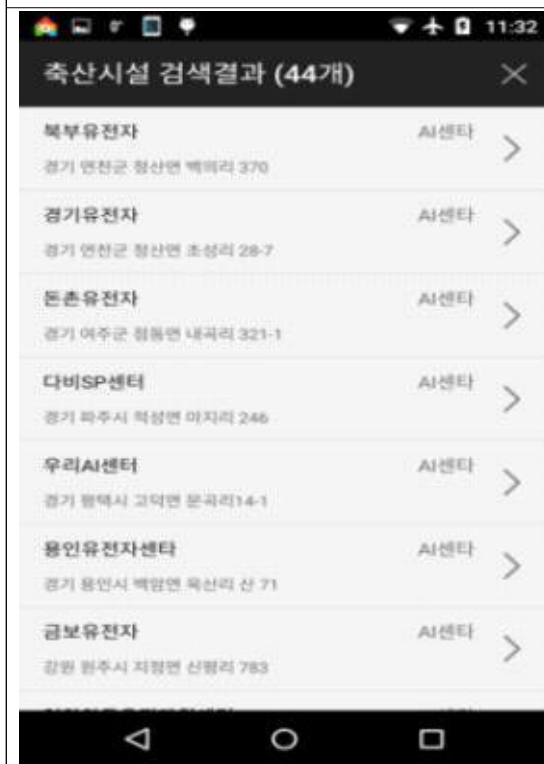 11:32
축산시설 검색결과 (44개)
북부유전자 AI센타
경기 연천군 청산면 백의리 370
경기유전자 AI센타
경기 연천군 청산면 초성리 28-7
돈촌유전자 AI센타
경기 여주군 점동면 내곡리 321-1
다비SP센터 AI센타
경기 파주시 적성면 마지리 246
우리AI센터 AI센타
경기 평택시 고덕면 문곡리14-1
용인유전자센타 AI센타
경기 용인시 백암면 옥산리 산 71
금보유전자 AI센타
강원 원주시 지정면 신평리 783